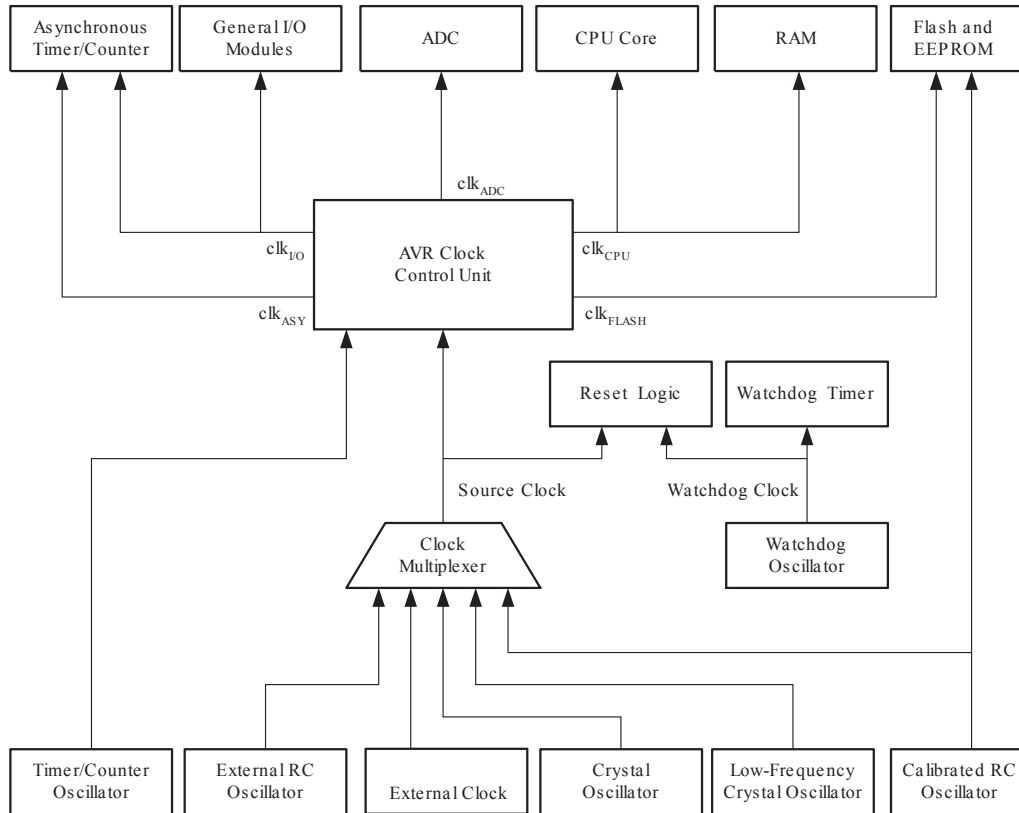 Asynchronous
Timer/Counter
General I/O
Modules
ADC
CPU Core
RAM
Flash and
EEPROM
clkADC
clkI/O
AVR Clock
Control Unit
clkCPU
clkASY
clkFLASH
Reset Logic
Watchdog Timer
Source Clock
Watchdog Clock
Clock
Multiplexer
Watchdog
Oscillator
Timer/Counter
Oscillator
External RC
Oscillator
External Clock
Crystal
Oscillator
Low-Frequency
Crystal Oscillator
Calibrated RC
Oscillator